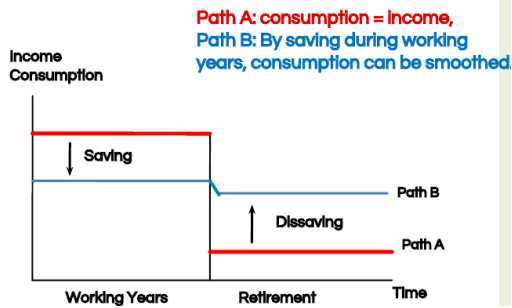 Path A: consumption = income,
Path B: By saving during working
years, consumption can be smoothed.
Income
Consumption
Saving
Path B
Dissaving
Path A
Working Years
Retirement
Time